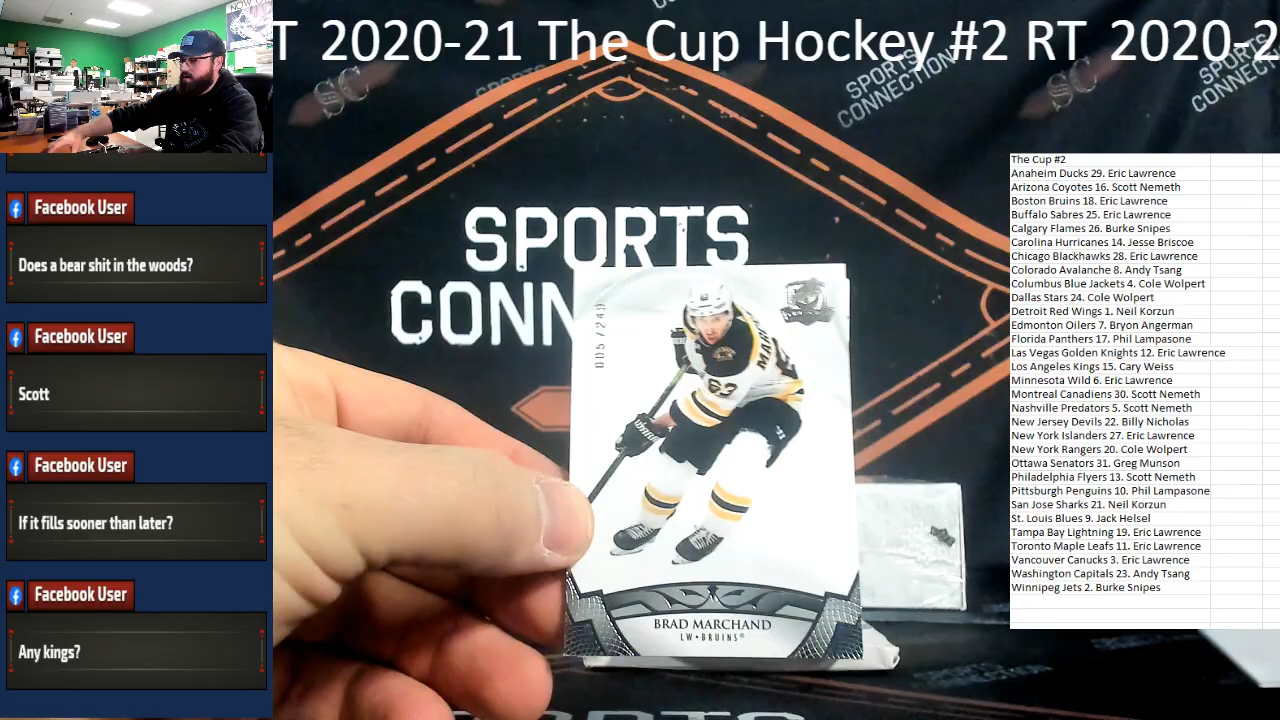 T 2020-21 The Cup Hockey #2 RT 2020-2
NOW
SC
SPORTS CONNECTION
SC
SPORTS CONNECTION
SPORTS
CONN
Facebook User
Does a bear shit in the woods?
Facebook User
Scott
Facebook User
If it fills sooner than later?
Facebook User
Any kings?
005/249
MARCH
63
63
WARRIOR
BRAD MARCHAND
LW•BRUINS®
The Cup #2
Anaheim Ducks 29. Eric Lawrence
Arizona Coyotes 16. Scott Nemeth
Boston Bruins 18. Eric Lawrence
Buffalo Sabres 25. Eric Lawrence
Calgary Flames 26. Burke Snipes
Carolina Hurricanes 14. Jesse Briscoe
Chicago Blackhawks 28. Eric Lawrence
Colorado Avalanche 8. Andy Tsang
Columbus Blue Jackets 4. Cole Wolpert
Dallas Stars 24. Cole Wolpert
Detroit Red Wings 1. Neil Korzun
Edmonton Oilers 7. Bryon Angerman
Florida Panthers 17. Phil Lampasone
Las Vegas Golden Knights 12. Eric Lawrence
Los Angeles Kings 15. Cary Weiss
Minnesota Wild 6. Eric Lawrence
Montreal Canadiens 30. Scott Nemeth
Nashville Predators 5. Scott Nemeth
New Jersey Devils 22. Billy Nicholas
New York Islanders 27. Eric Lawrence
New York Rangers 20. Cole Wolpert
Ottawa Senators 31. Greg Munson
Philadelphia Flyers 13. Scott Nemeth
Pittsburgh Penguins 10. Phil Lampasone
San Jose Sharks 21. Neil Korzun
St. Louis Blues 9. Jack Helsel
Tampa Bay Lightning 19. Eric Lawrence
Toronto Maple Leafs 11. Eric Lawrence
Vancouver Canucks 3. Eric Lawrence
Washington Capitals 23. Andy Tsang
Winnipeg Jets 2. Burke Snipes